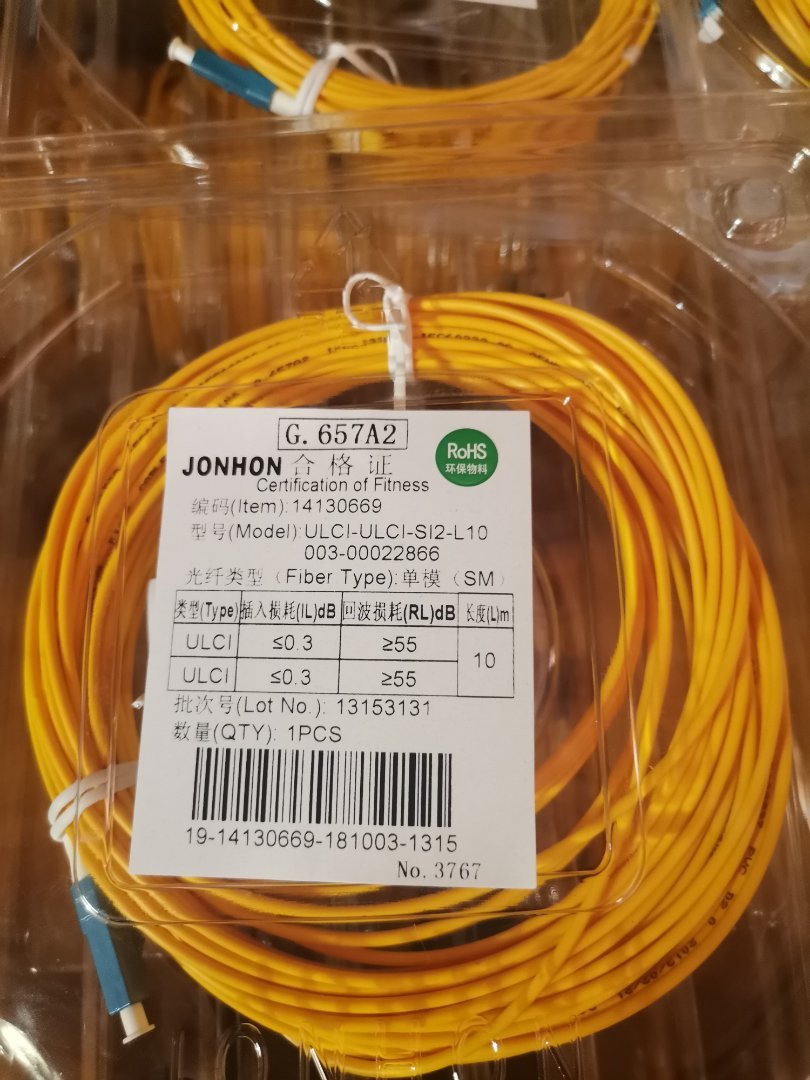 G.657A2
JONHON 合格证
RoHS
环保物料
Certification of Fitness
编码(Item):14130669
型号(Model):ULCI-ULCI-SI2-L10
003-00022866
光纤类型（Fiber Type):单模（SM）
类型(Type) 插入损耗(IL)dB 回波损耗(RL)dB 长度(L)m
ULCI ≤0.3 ≥55 10
ULCI ≤0.3 ≥55
批次号(Lot No.): 13153131
数量(QTY): 1PCS
19-14130669-181003-1315
No.3767